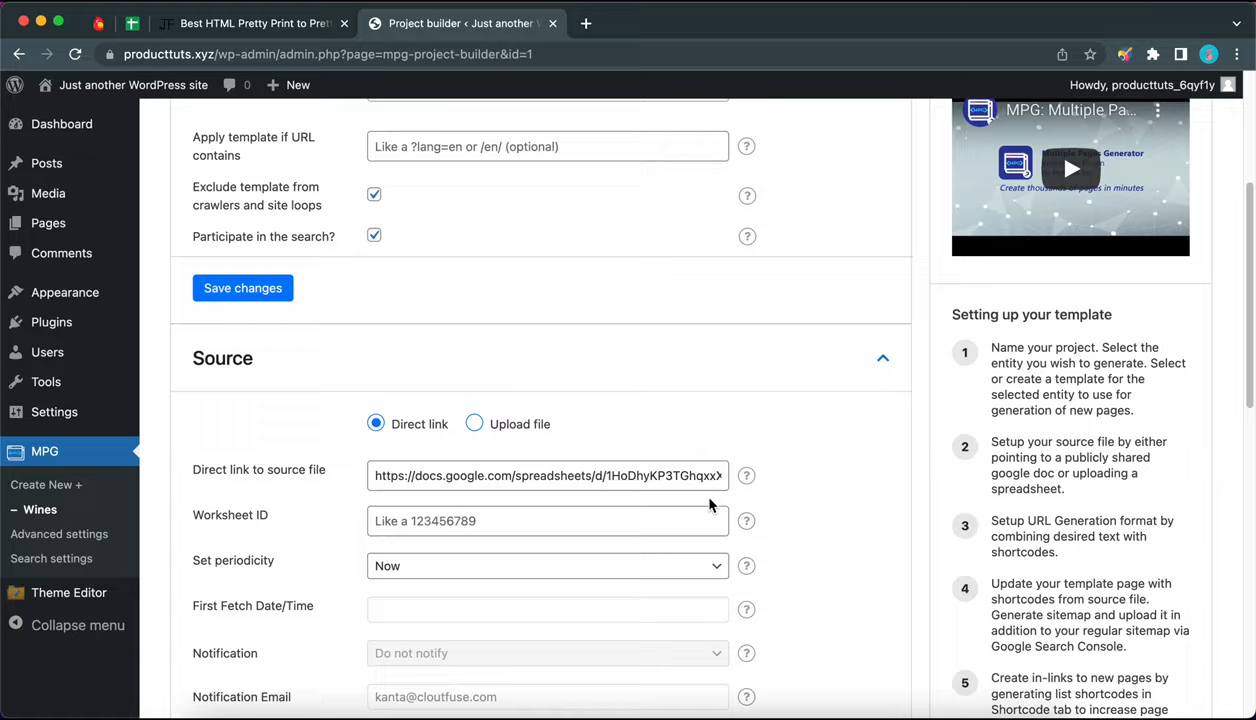 Best HTML Pretty Print to Prett
Project builder ‹ Just another W
producttuts.xyz/wp-admin/admin.php?page=mpg-project-builder&id=1
Just another WordPress site
0
New
Howdy, producttuts_6qyf1y
Dashboard
Posts
Media
Pages
Comments
Appearance
Plugins
Users
Tools
Settings
MPG
Create New +
– Wines
Advanced settings
Search settings
Theme Editor
Collapse menu
Apply template if URL
contains
Like a ?lang=en or /en/ (optional)
?
Exclude template from
crawlers and site loops
?
Participate in the search?
?
Save changes
Source
Direct link
Upload file
Direct link to source file
https://docs.google.com/spreadsheets/d/1HoDhyKP3TGhqxxX
?
Worksheet ID
Like a 123456789
?
Set periodicity
Now
?
First Fetch Date/Time
?
Notification
Do not notify
?
Notification Email
kanta@cloutfuse.com
?
MPG: Multiple Pa...
Multiple Pages Generator
Create thousands of pages in minutes
Setting up your template
1
Name your project. Select the
entity you wish to generate. Select
or create a template for the
selected entity to use for
generation of new pages.
2
Setup your source file by either
pointing to a publicly shared
google doc or uploading a
spreadsheet.
3
Setup URL Generation format by
combining desired text with
shortcodes.
4
Update your template page with
shortcodes from source file.
Generate sitemap and upload it in
addition to your regular sitemap via
Google Search Console.
5
Create in-links to new pages by
generating list shortcodes in
Shortcode tab to increase page